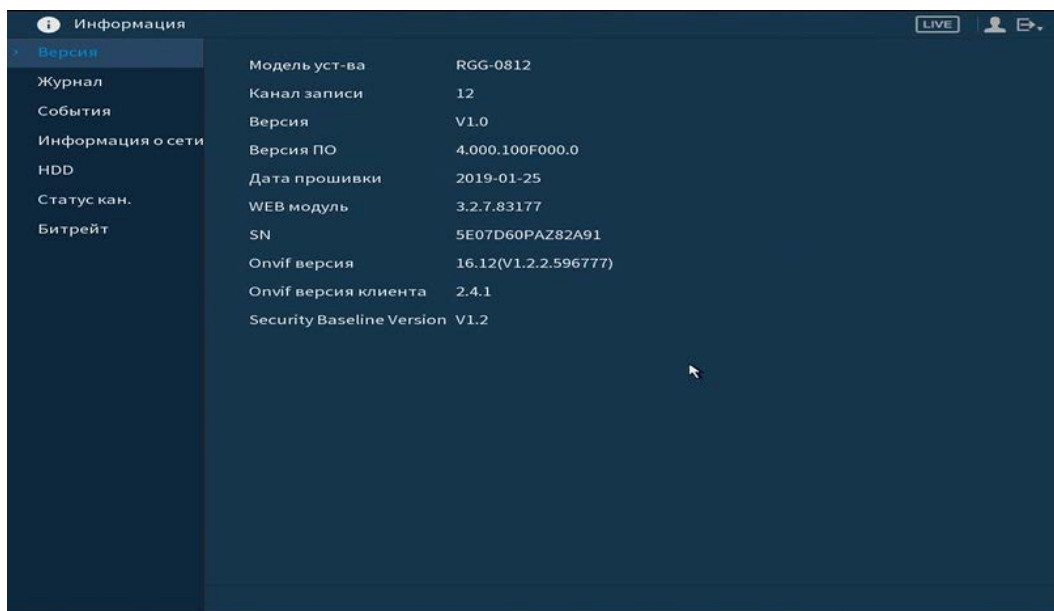 Информация
LIVE
Версия
Журнал
События
Информация о сети
HDD
Статус кан.
Битрейт
Модель уст-ва RGG-0812
Канал записи 12
Версия V1.0
Версия ПО 4.000.100F000.0
Дата прошивки 2019-01-25
WEB модуль 3.2.7.83177
SN 5E07D60PAZ82A91
Onvif версия 16.12(V1.2.2.596777)
Onvif версия клиента 2.4.1
Security Baseline Version V1.2